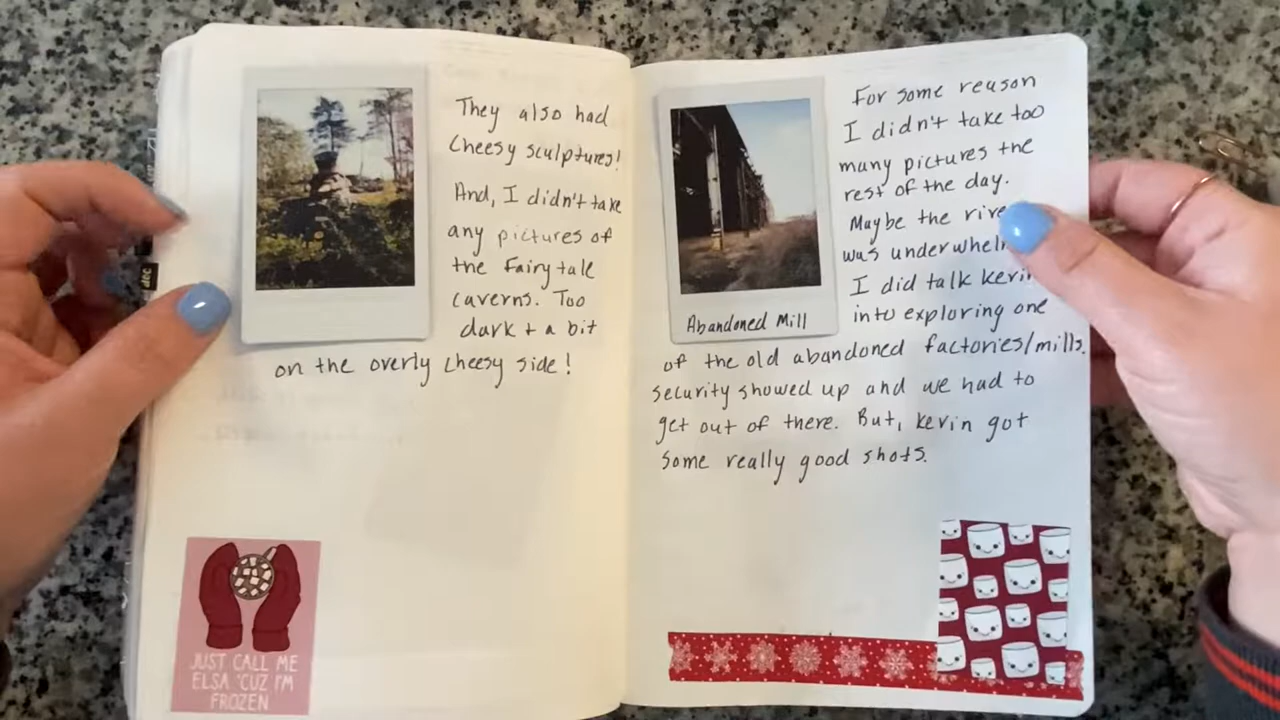 They also had
cheesy sculptures!
And, I didn't take
any pictures of
the Fairytale
caverns. Too
dark & a bit
on the overly cheesy side!
JUST CALL ME
ELSA 'CUZ I'M
FROZEN
For some reason
I didn't take too
many pictures the
rest of the day.
Maybe the
was
I did talk
into exploring one
of the old abandoned factories/mills.
Security showed up and we had to
get out of there. But, Kevin got
some really good shots.
Abandoned Mill
dec